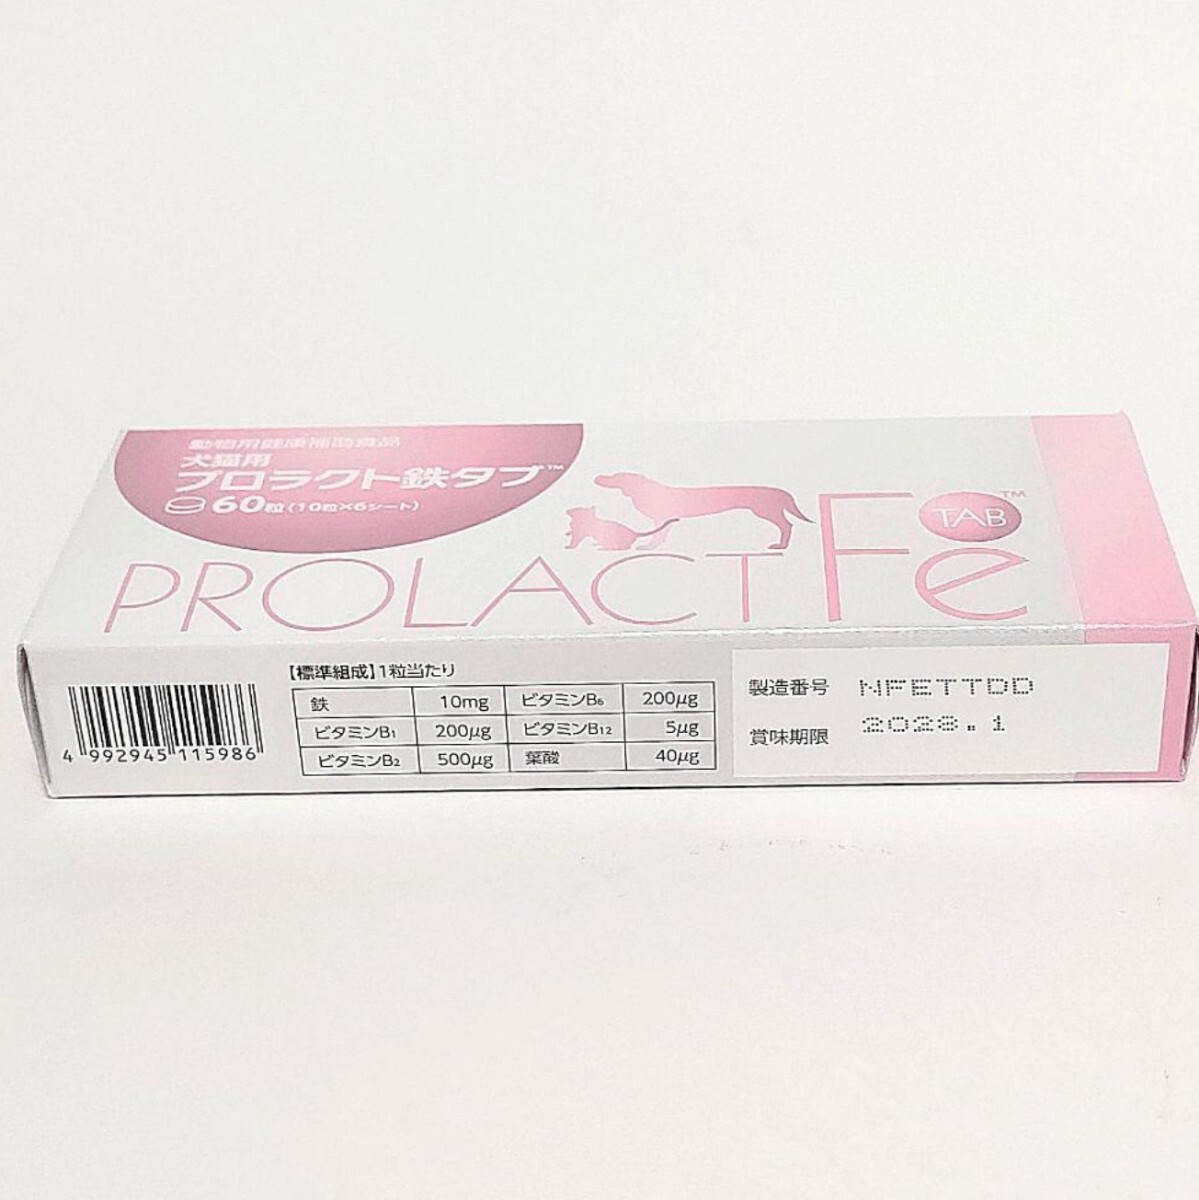 動物用健康補助食品
犬猫用
プロラクト鉄タブ™
60粒(10粒×6シート)
PROLACT Fe TAB™
【標準組成】1粒当たり
鉄 10mg ビタミンB₆ 200μg
ビタミンB₁ 200μg ビタミンB₁₂ 5μg
ビタミンB₂ 500μg 葉酸 40μg
製造番号 NFETTDD
賞味期限 2023.1
4 992945 115986